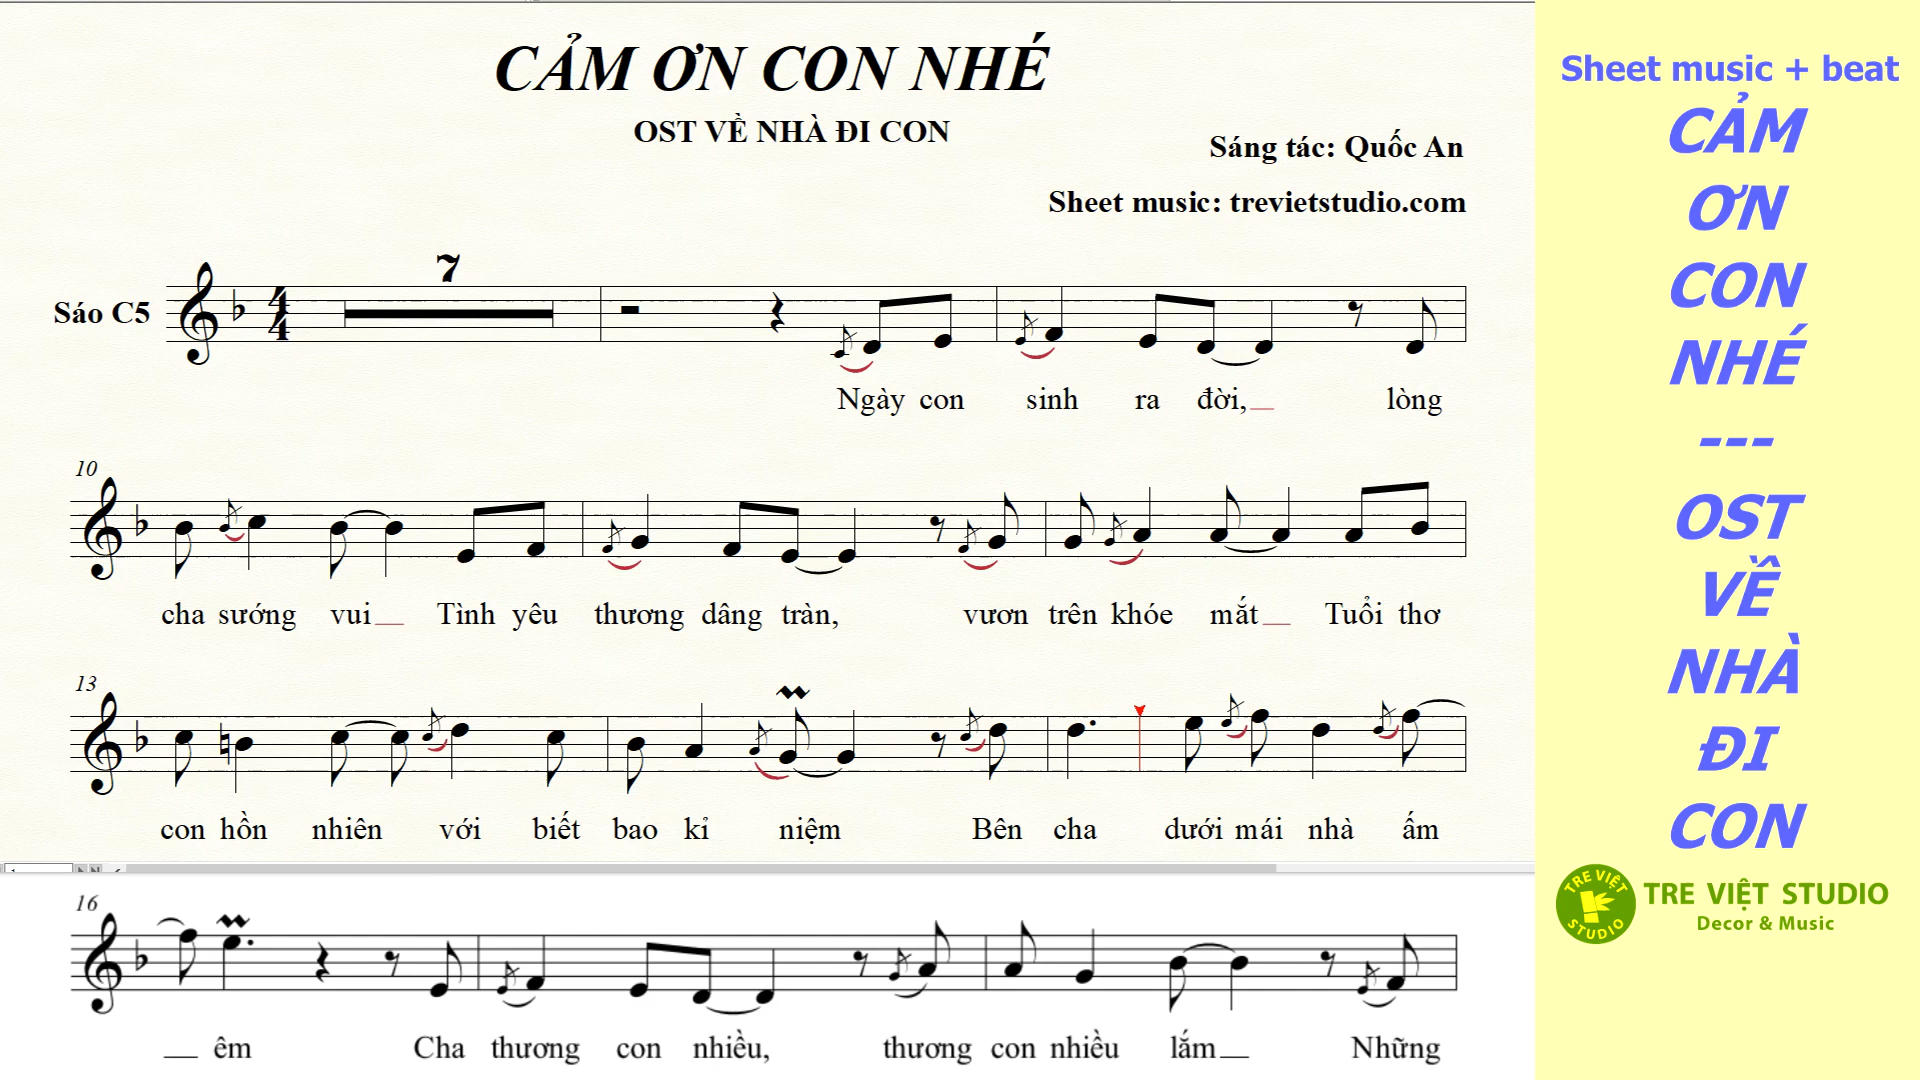 CẢM ƠN CON NHÉ
OST VỀ NHÀ ĐI CON
Sáng tác: Quốc An
Sheet music: trevietstudio.com
7
Sáo C5
4
4
Ngày con sinh ra đời, lòng
10
cha sướng vui Tình yêu thương dâng tràn, vươn trên khóe mắt Tuổi thơ
13
con hồn nhiên với biết bao kỉ niệm Bên cha dưới mái nhà ấm
16
êm Cha thương con nhiều, thương con nhiều lắm Những
Sheet music + beat
CẢM
ƠN
CON
NHÉ
---
OST
VỀ
NHÀ
ĐI
CON
TRE VIỆT
STUDIO
TRE VIỆT STUDIO
Decor & Music